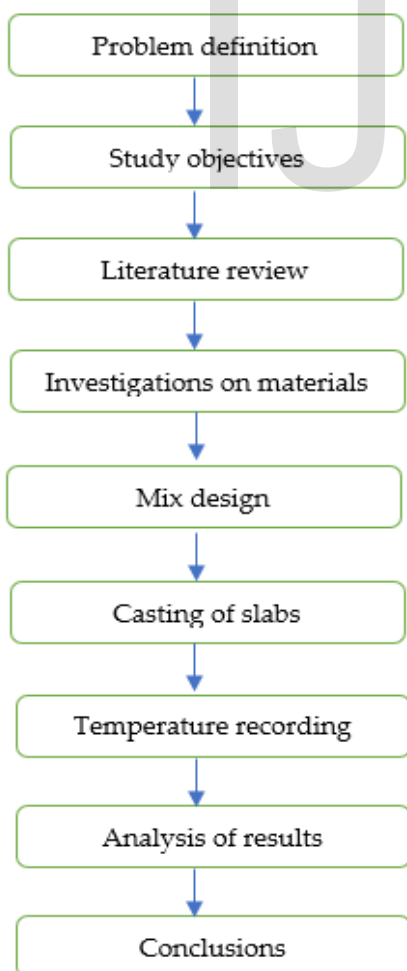 Problem definition
Study objectives
Literature review
Investigations on materials
Mix design
Casting of slabs
Temperature recording
Analysis of results
Conclusions